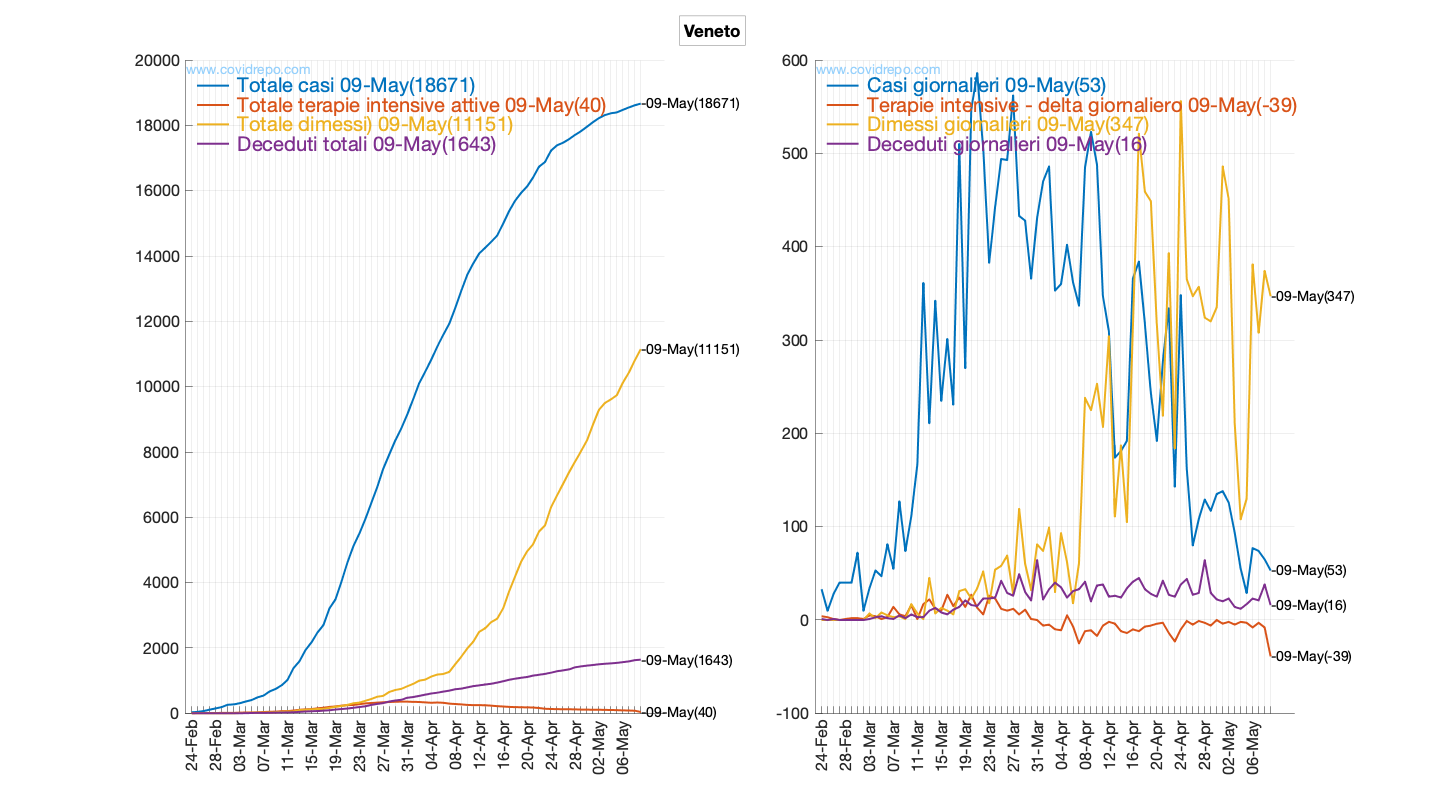 Veneto
www.covidrepo.com
Totale casi 09-May(18671)
Totale terapie intensive attive 09-May(40)
Totale dimessi) 09-May(11151)
Deceduti totali 09-May(1643)
20000
18000
16000
14000
12000
10000
8000
6000
4000
2000
0
-09-May(18671)
-09-May(11151)
-09-May(1643)
-09-May(40)
24-Feb
28-Feb
03-Mar
07-Mar
11-Mar
15-Mar
19-Mar
23-Mar
27-Mar
31-Mar
04-Apr
08-Apr
12-Apr
16-Apr
20-Apr
24-Apr
28-Apr
02-May
06-May
www.covidrepo.com
Casi giornalieri 09-May(53)
Terapie intensive - delta giornaliero 09-May(-39)
Dimessi giornalieri 09-May(347)
Deceduti giornalieri 09-May(16)
600
500
400
300
200
100
0
-100
-09-May(347)
-09-May(53)
-09-May(16)
-09-May(-39)
24-Feb
28-Feb
03-Mar
07-Mar
11-Mar
15-Mar
19-Mar
23-Mar
27-Mar
31-Mar
04-Apr
08-Apr
12-Apr
16-Apr
20-Apr
24-Apr
28-Apr
02-May
06-May